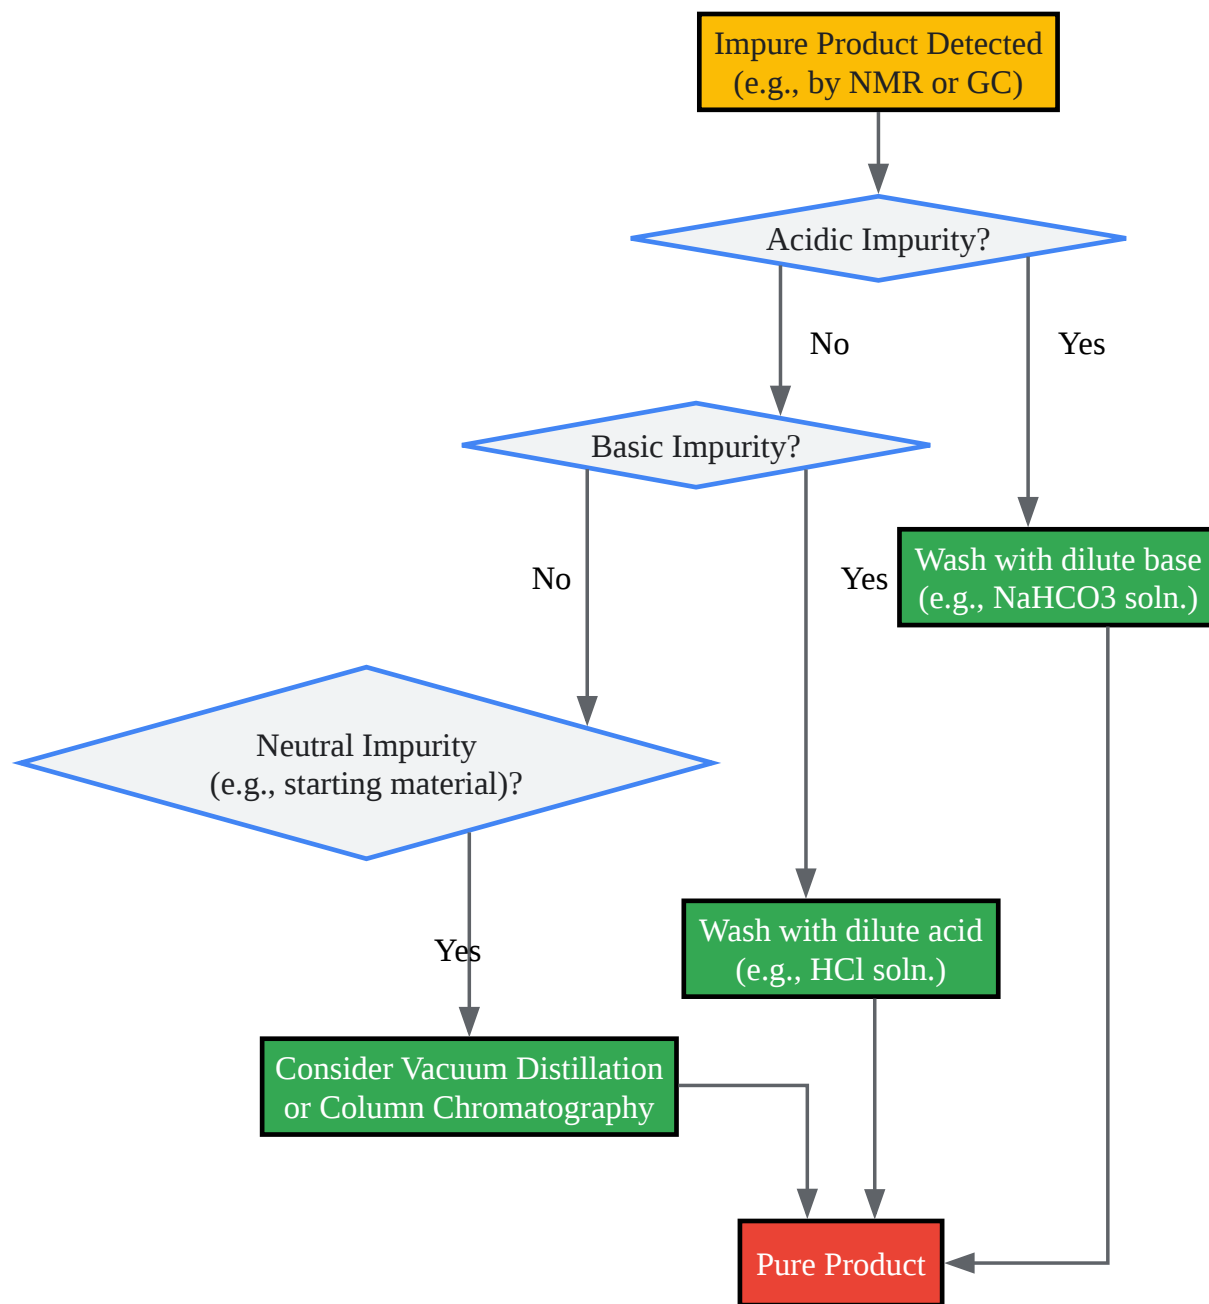 Impure Product Detected
(e.g., by NMR or GC)
Acidic Impurity?
No
Yes
Basic Impurity?
No
Yes
Wash with dilute base
(e.g., NaHCO3 soln.)
Neutral Impurity
(e.g., starting material)?
Yes
Wash with dilute acid
(e.g., HCl soln.)
Consider Vacuum Distillation
or Column Chromatography
Pure Product